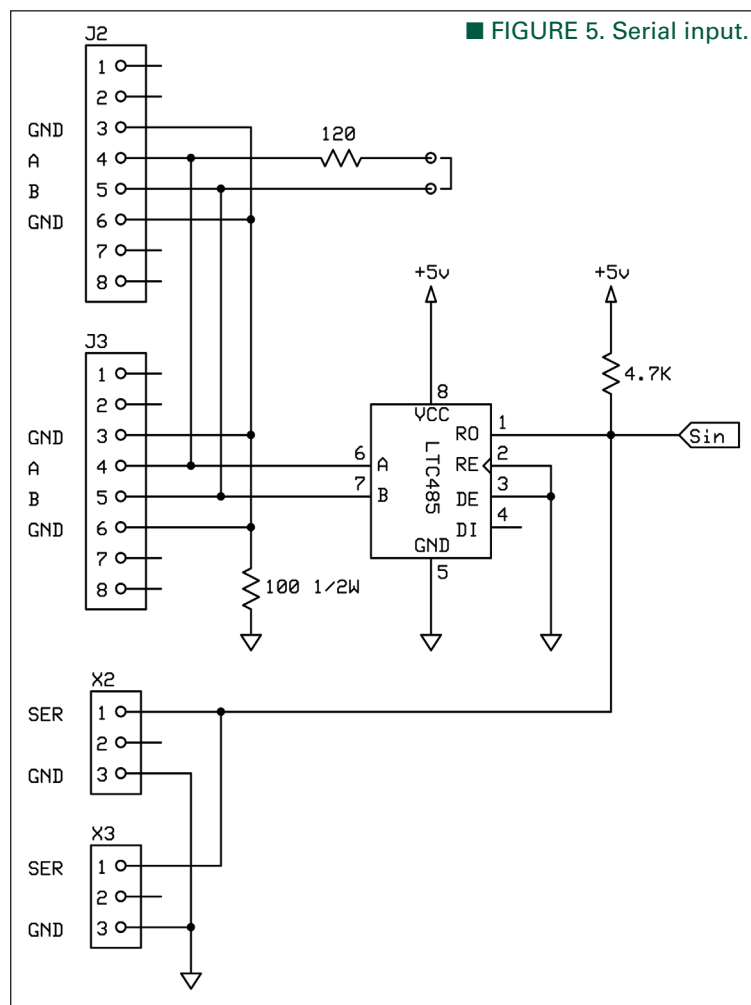 ■ FIGURE 5. Serial input.
J2
1
2
GND 3
A 4
B 5
GND 6
7
8
120
+5v
+5v
4.7K
J3
1
2
GND 3
A 4
B 5
GND 6
7
8
8
VCC
6 A
7 B
LTC485
RO 1
RE 2
DE 3
DI 4
GND
5
Sin
100 1/2W
X2
SER 1
2
GND 3
X3
SER 1
2
GND 3